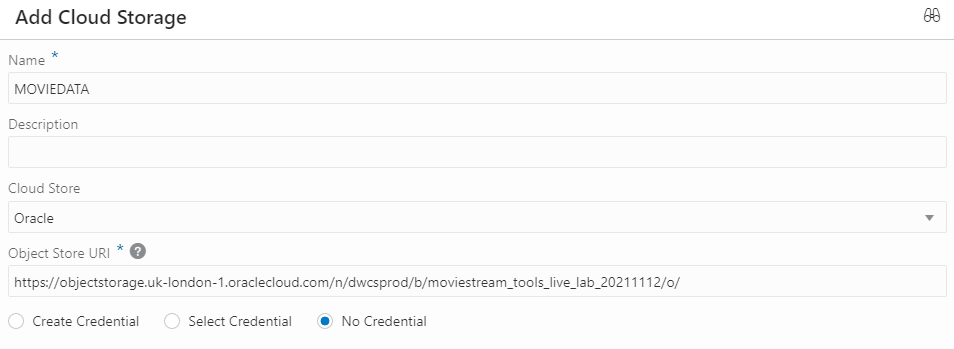 Add Cloud Storage
Name *
MOVIEDATA
Description
Cloud Store
Oracle
Object Store URI * ?
https://objectstorage.uk-london-1.oraclecloud.com/n/dwcsprod/b/moviestream_tools_live_lab_20211112/o/
Create Credential Select Credential No Credential